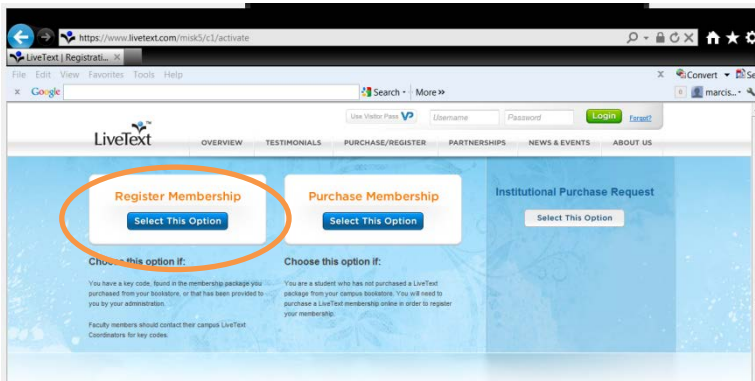 https://www.livetext.com/misk5/c1/activate
LiveText | Registrati...
File Edit View Favorites Tools Help
x Convert Se
x Google Search More >> marcis...
Use Visitor Pass VP Username Password Login Forgot?
LiveText OVERVIEW TESTIMONIALS PURCHASE/REGISTER PARTNERSHIPS NEWS & EVENTS ABOUT US
Register Membership
Select This Option
Purchase Membership
Select This Option
Institutional Purchase Request
Select This Option
Choose this option if:
You have a key code, found in the membership package you
purchased from your bookstore, or that has been provided to
you by your administration.
Faculty members should contact their campus LiveText
Coordinators for key codes.
Choose this option if:
You are a student who has not purchased a LiveText
package from your campus bookstore. You will need to
purchase a LiveText membership online in order to register
your membership.